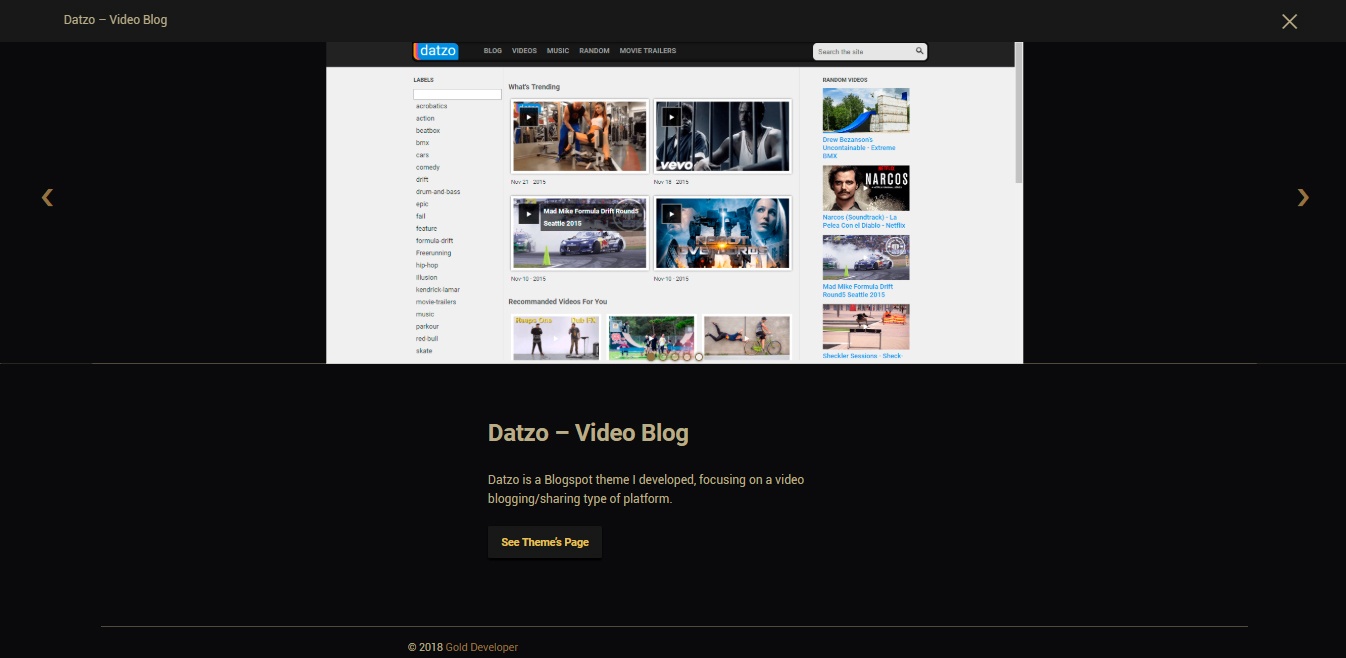 Datzo – Video Blog
datzo
BLOG VIDEOS MUSIC RANDOM MOVIE TRAILERS
Search the site
LABELS
acrobatics
action
beatbox
bmx
cars
comedy
drift
drum-and-bass
epic
fail
feature
formula-drift
Freerunning
hip-hop
illusion
kendrick-lamar
movie-trailers
music
parkour
red-bull
skate
What's Trending
vevo
Nov 21 · 2015
Nov 18 · 2015
Mad Mike Formula Drift Round5
Seattle 2015
Nov 10 · 2015
Nov 10 · 2015
Recommanded Videos For You
RANDOM VIDEOS
Drew Bezanson's
Uncontainable - Extreme
BMX
NARCOS
Narcos (Soundtrack) - La
Pelea Con el Diablo - Netflix
Mad Mike Formula Drift
Round5 Seattle 2015
Sheckler Sessions - Sheck-
Datzo – Video Blog
Datzo is a Blogspot theme I developed, focusing on a video
blogging/sharing type of platform.
See Theme's Page
© 2018 Gold Developer